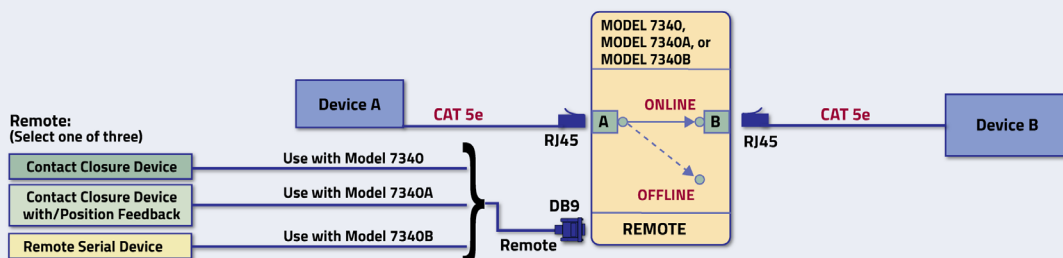 MODEL 7340,
MODEL 7340A, or
MODEL 7340B
Device A
CAT 5e
RJ45
A
ONLINE
B
OFFLINE
REMOTE
RJ45
CAT 5e
Device B
Remote:
(Select one of three)
Contact Closure Device
Use with Model 7340
Contact Closure Device
with/Position Feedback
Use with Model 7340A
Remote Serial Device
Use with Model 7340B
DB9
Remote